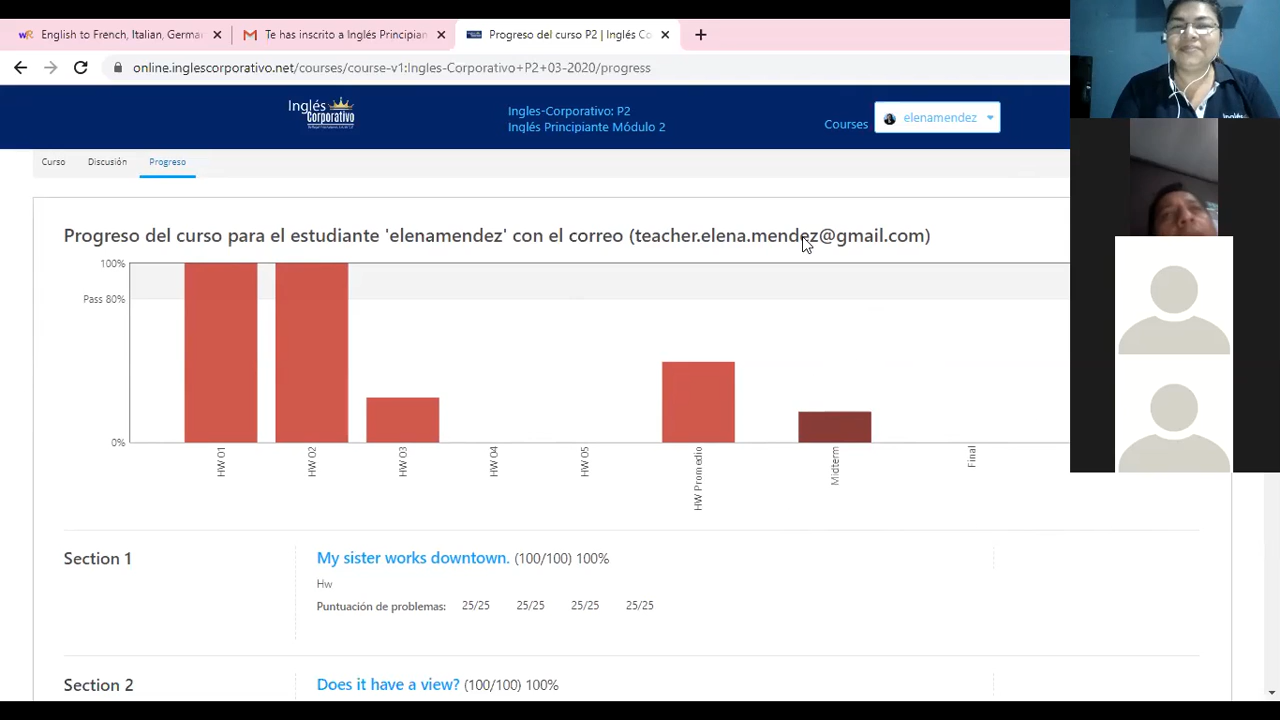 English to French, Italian, Germa
Te has inscrito a Inglés Principian
Progreso del curso P2 | Inglés Co
online.inglescorporativo.net/courses/course-v1:Ingles-Corporativo+P2+03-2020/progress
Inglés
Corporativo
Ingles-Corporativo: P2
Inglés Principiante Módulo 2
Courses
elenamendez
Curso
Discusión
Progreso
Progreso del curso para el estudiante 'elenamendez' con el correo (teacher.elena.mendez@gmail.com)
100%
Pass 80%
0%
HW 01
HW 02
HW 03
HW 04
HW 05
HW Promedio
Midterm
Final
Section 1
My sister works downtown. (100/100) 100%
Hw
Puntuación de problemas: 25/25 25/25 25/25 25/25
Section 2
Does it have a view? (100/100) 100%